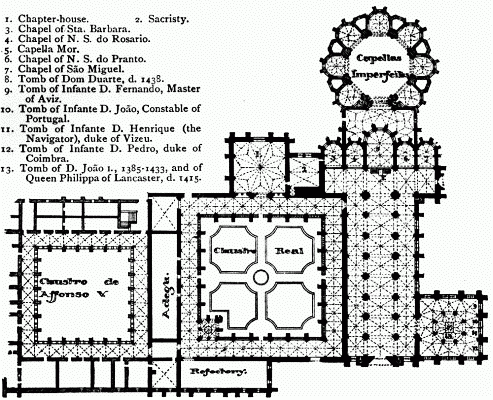 1. Chapter-house. 2. Sacristy.
3. Chapel of Sta. Barbara.
4. Chapel of N. S. do Rosario.
5. Capella Mor.
6. Chapel of N. S. do Pranto.
7. Chapel of São Miguel.
8. Tomb of Dom Duarte, d. 1438.
9. Tomb of Infante D. Fernando, Master
of Aviz.
10. Tomb of Infante D. João, Constable of
Portugal.
11. Tomb of Infante D. Henrique (the
Navigator), duke of Vizeu.
12. Tomb of Infante D. Pedro, duke of
Coimbra.
13. Tomb of D. João I., 1385-1433, and of
Queen Philippa of Lancaster, d. 1415.
Capellas
Imperfeitas
1
2
Claustro Real
Claustro de
Affonso V
Adega.
Refectory.